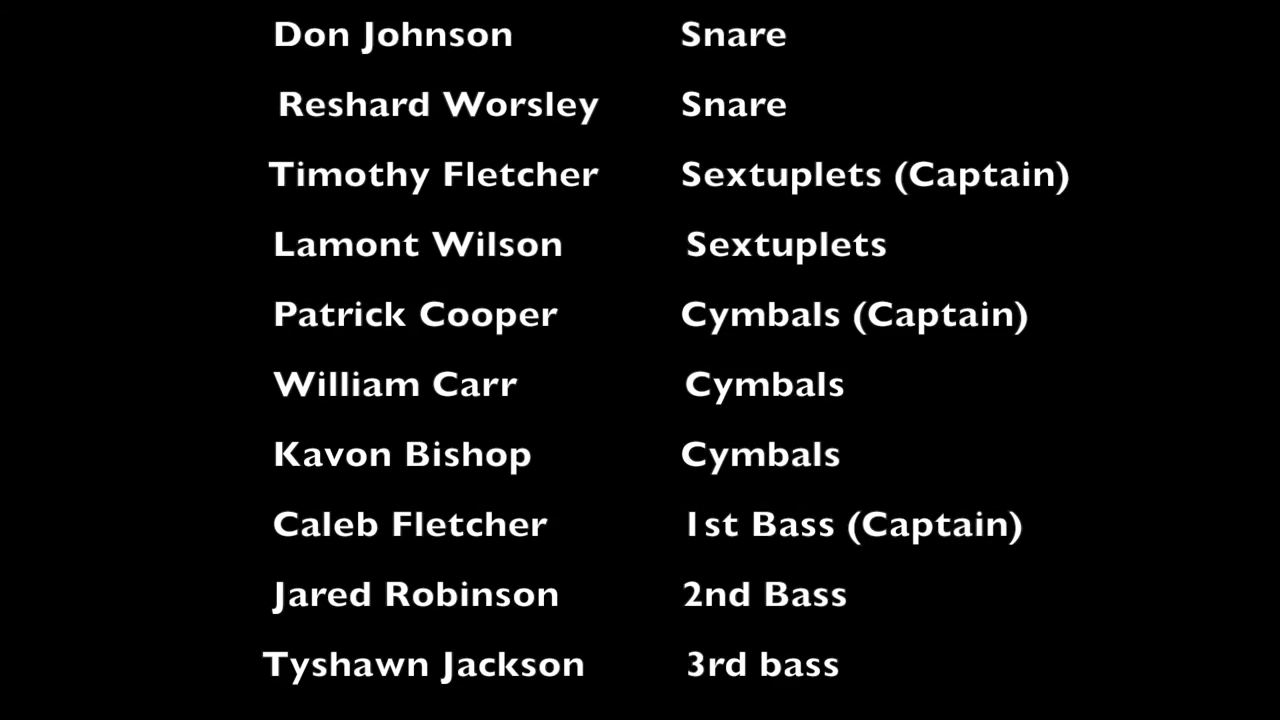 Don Johnson Snare
Reshard Worsley Snare
Timothy Fletcher Sextuplets (Captain)
Lamont Wilson Sextuplets
Patrick Cooper Cymbals (Captain)
William Carr Cymbals
Kavon Bishop Cymbals
Caleb Fletcher 1st Bass (Captain)
Jared Robinson 2nd Bass
Tyshawn Jackson 3rd bass